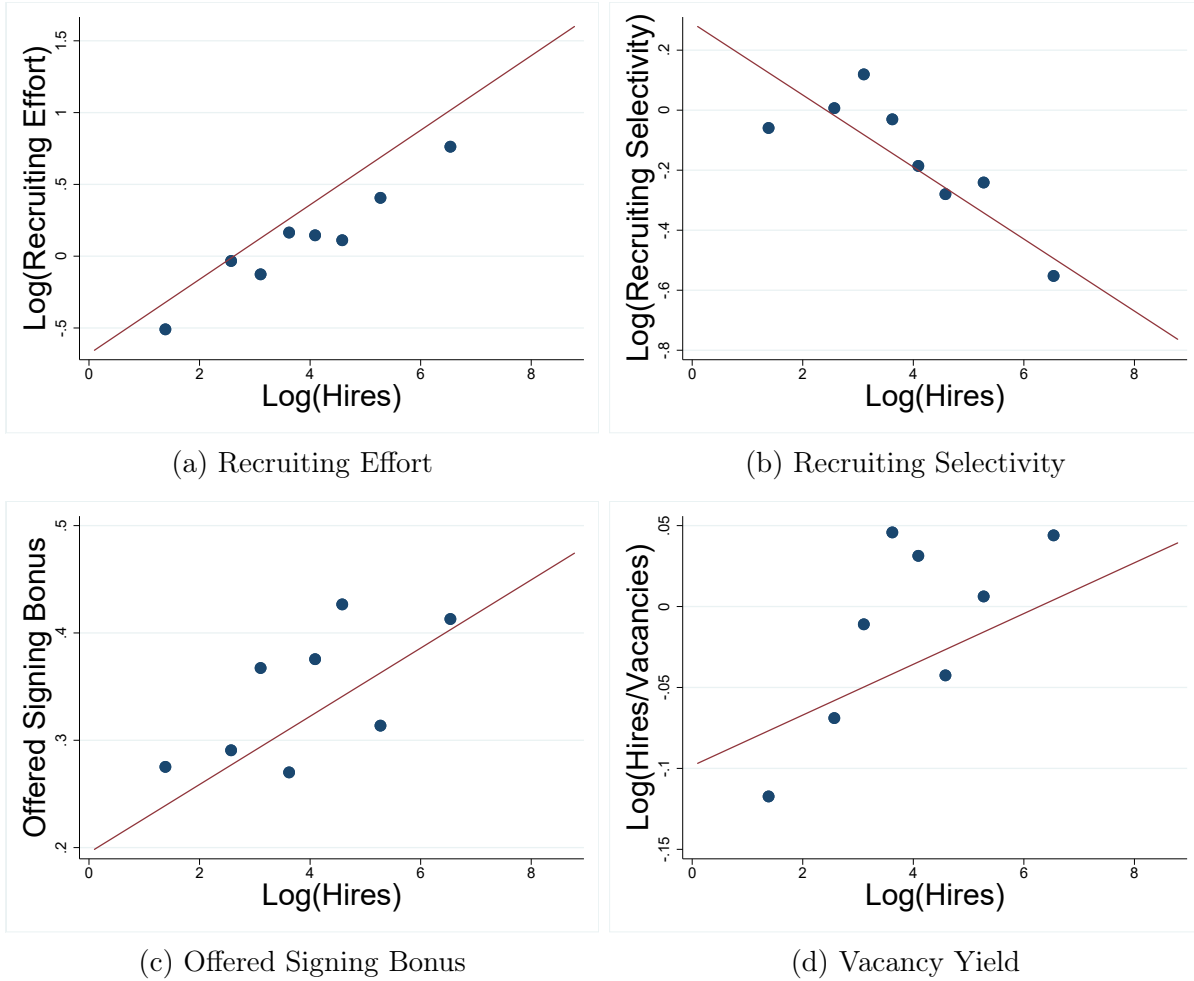 Log(Recruiting Effort)
1.5
1
.5
0
-.5
0 2 4 6 8
Log(Hires)
(a) Recruiting Effort
Log(Recruiting Selectivity)
.2
0
-.2
-.4
-.6
-.8
0 2 4 6 8
Log(Hires)
(b) Recruiting Selectivity
Offered Signing Bonus
.5
.4
.3
.2
0 2 4 6 8
Log(Hires)
(c) Offered Signing Bonus
Log(Hires/Vacancies)
.05
0
-.05
-.1
-.15
0 2 4 6 8
Log(Hires)
(d) Vacancy Yield